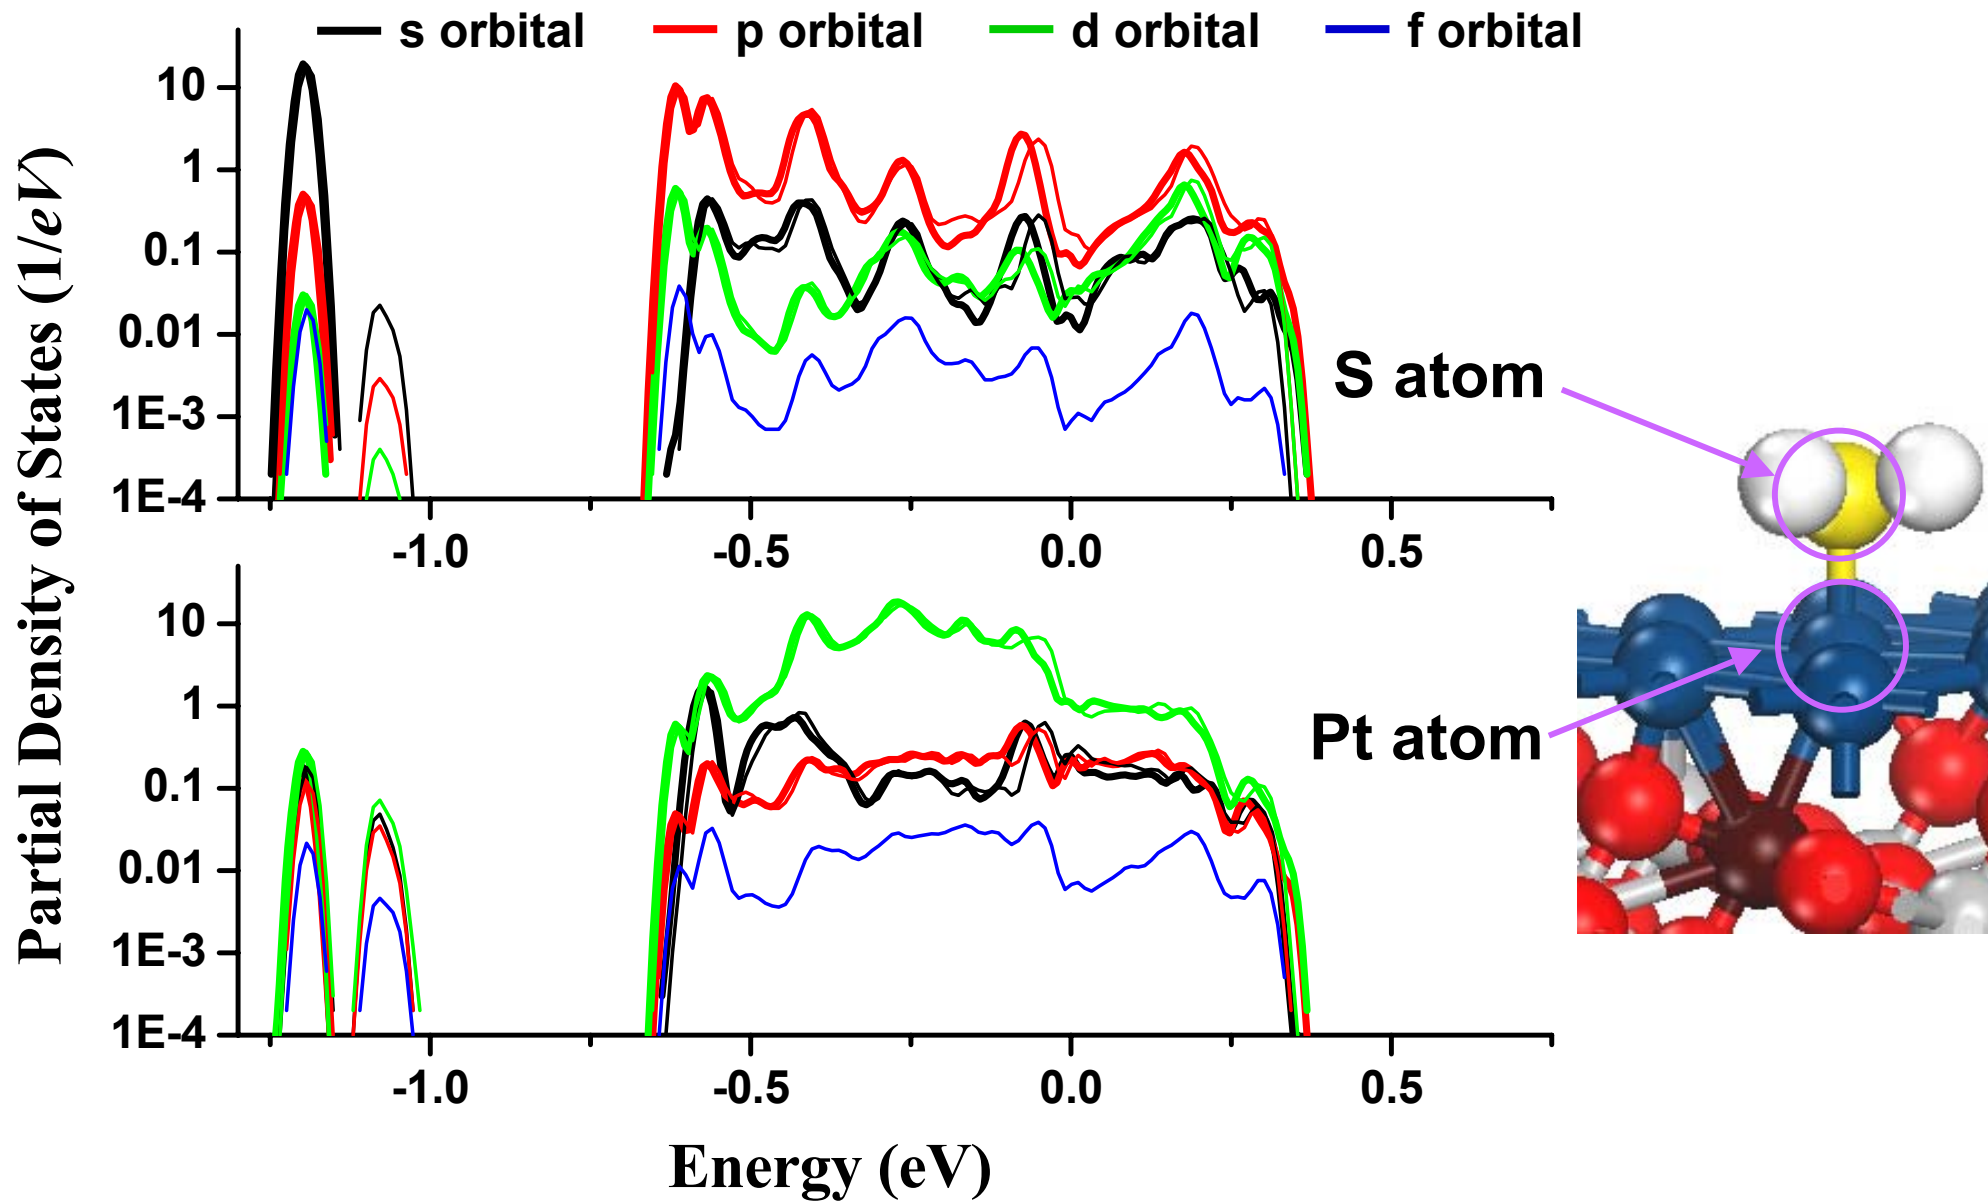 s orbital p orbital d orbital f orbital
Partial Density of States (1/eV)
10
1
0.1
0.01
1E-3
1E-4
-1.0 -0.5 0.0 0.5
S atom
10
1
0.1
0.01
1E-3
1E-4
-1.0 -0.5 0.0 0.5
Pt atom
Energy (eV)